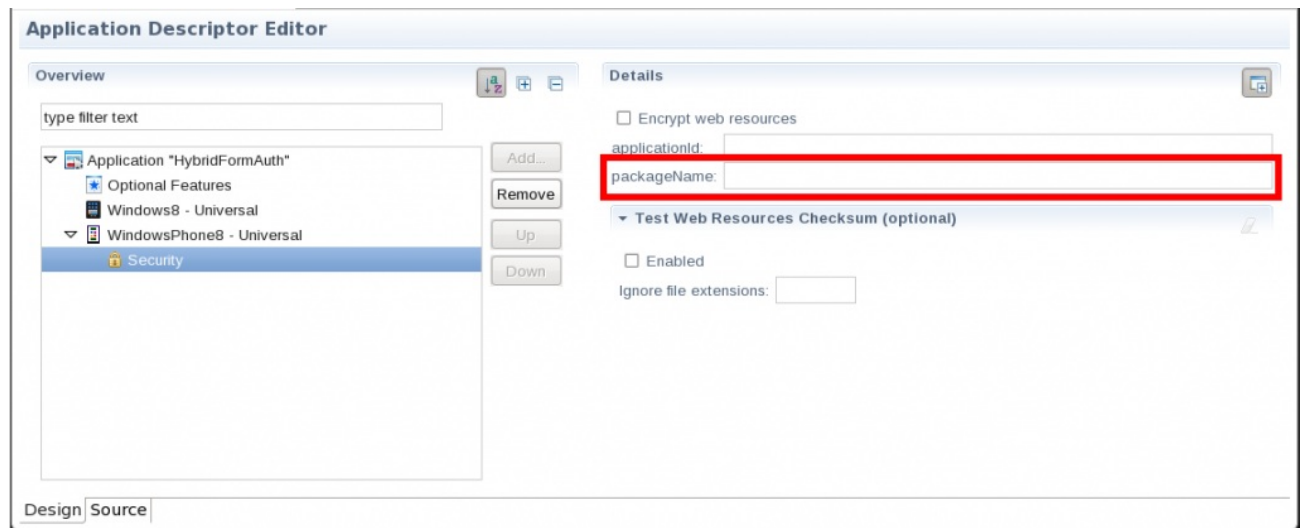 Application Descriptor Editor
Overview
type filter text
Application "HybridFormAuth"
Optional Features
Windows8 - Universal
WindowsPhone8 - Universal
Security
Add...
Remove
Up
Down
Details
Encrypt web resources
applicationId:
packageName:
Test Web Resources Checksum (optional)
Enabled
Ignore file extensions:
Design Source